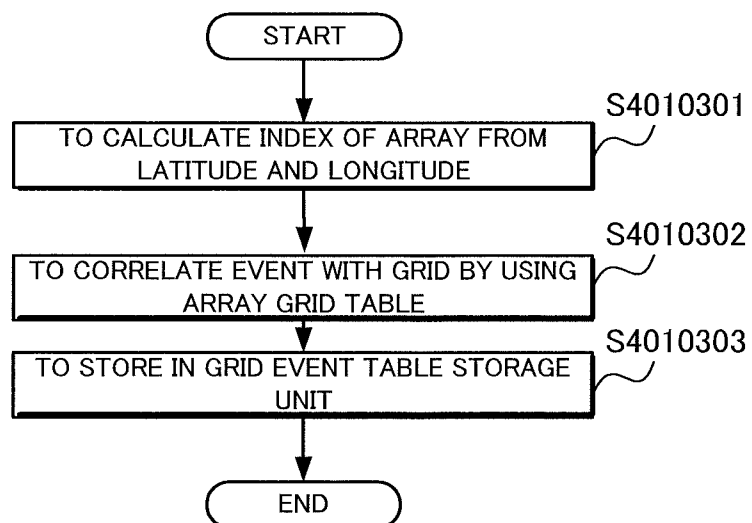 START
S4010301
TO CALCULATE INDEX OF ARRAY FROM
LATITUDE AND LONGITUDE
S4010302
TO CORRELATE EVENT WITH GRID BY USING
ARRAY GRID TABLE
S4010303
TO STORE IN GRID EVENT TABLE STORAGE
UNIT
END